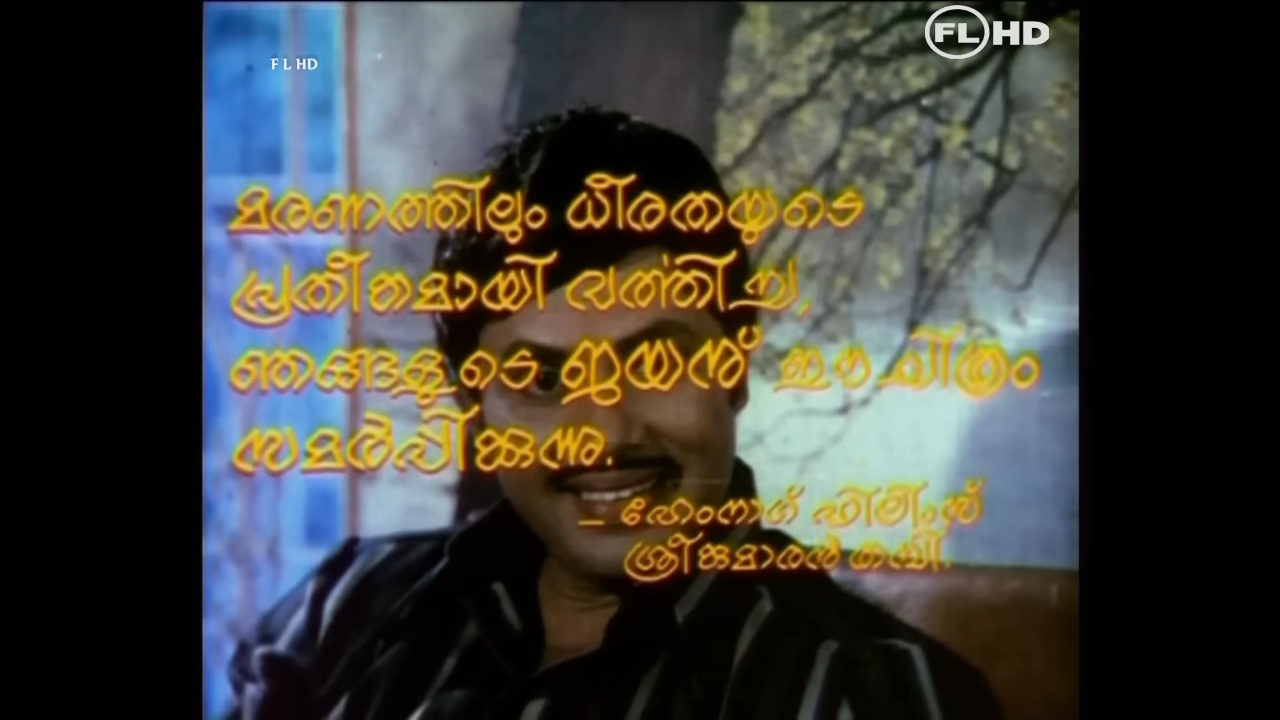 FL HD
FL HD
മരണത്തിലും ധീരതയുടെ
പ്രതീകമായി വർത്തിച്ച,
ഞങ്ങളുടെ ജയന് ഈ ചിത്രം
സമർപ്പിക്കുന്നു.
– ഹേംനാഗ് ഫിലിംസ്
ശ്രീകുമാരൻ തമ്പി.